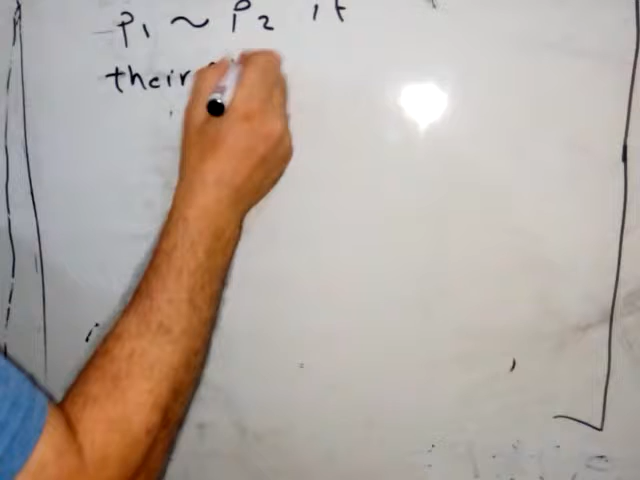 P₁ ~ P₂ if
their